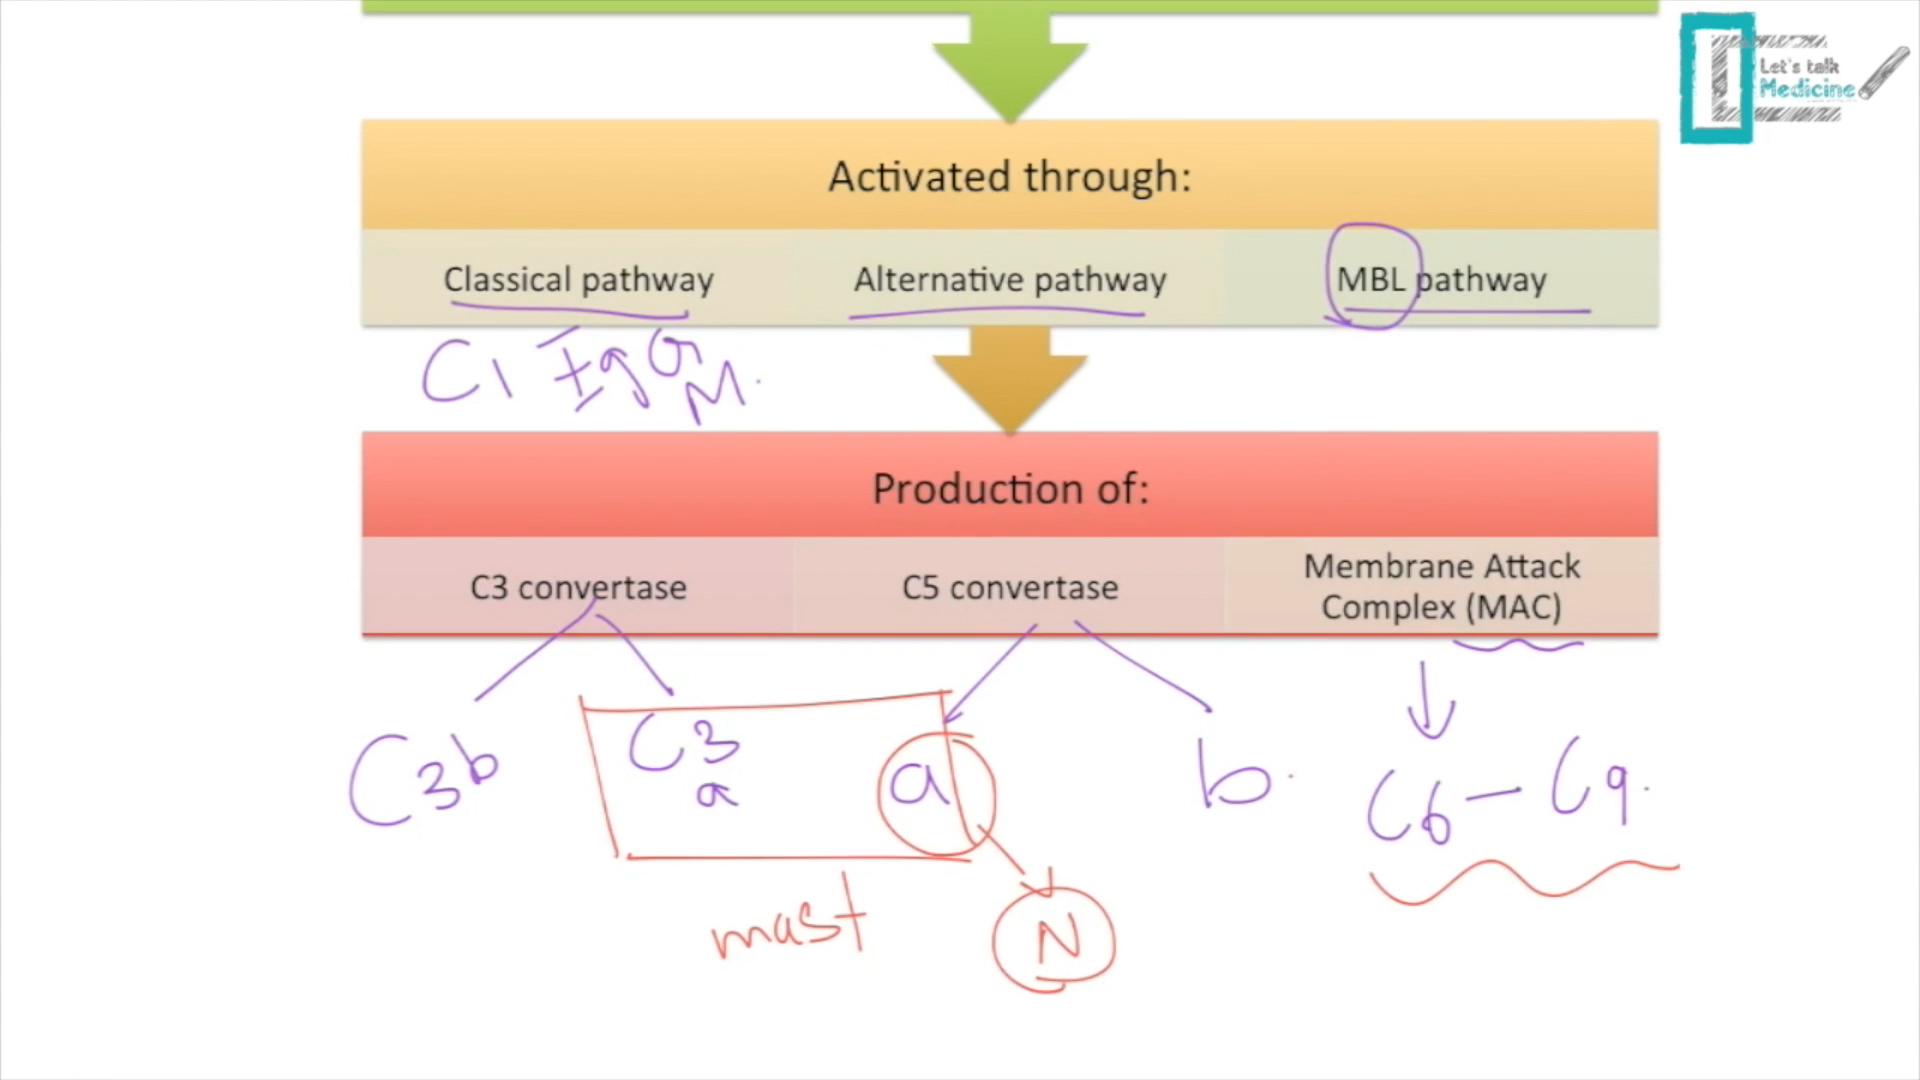 Let's talk
Medicine
Activated through:
Classical pathway
Alternative pathway
MBL pathway
C1 IgG
M.
Production of:
C3 convertase
C5 convertase
Membrane Attack
Complex (MAC)
C3b
C3
a
a
b.
C6 – C9.
mast
N